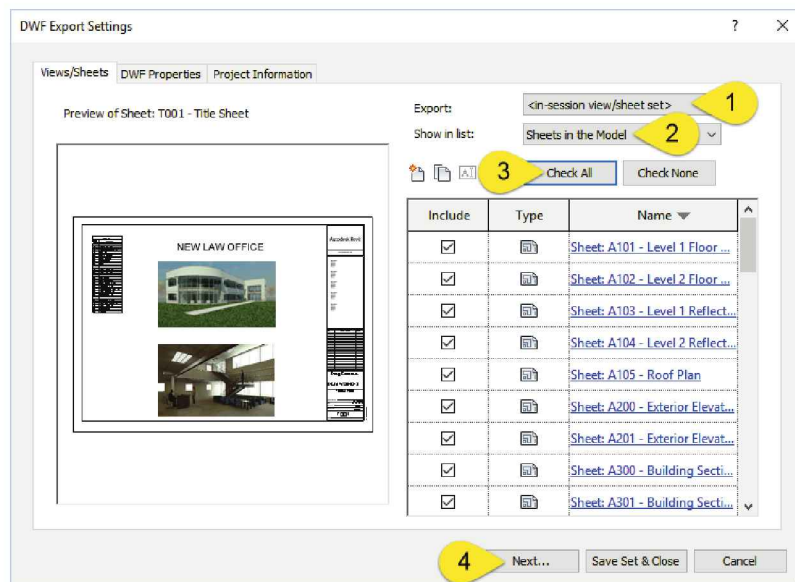 DWF Export Settings
?
Views/Sheets DWF Properties Project Information
Preview of Sheet: T001 - Title Sheet
Export: <in-session view/sheet set> 1
Show in list: Sheets in the Model 2
3 Check All Check None
Include Type Name
Sheet: A101 - Level 1 Floor ...
Sheet: A102 - Level 2 Floor ...
Sheet: A103 - Level 1 Reflect...
Sheet: A104 - Level 2 Reflect...
Sheet: A105 - Roof Plan
Sheet: A200 - Exterior Elevat...
Sheet: A201 - Exterior Elevat...
Sheet: A300 - Building Secti...
Sheet: A301 - Building Secti...
NEW LAW OFFICE
Autodesk Revit
T001
4 Next... Save Set & Close Cancel